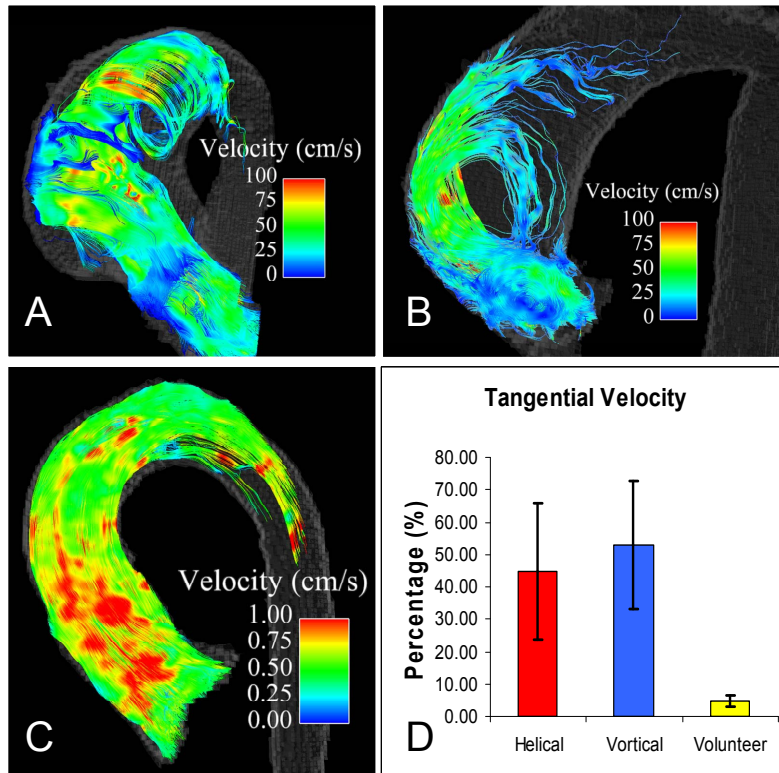 Velocity (cm/s)
100
75
50
25
0
A
Velocity (cm/s)
100
75
50
25
0
B
Velocity (cm/s)
1.00
0.75
0.50
0.25
0.00
C
Tangential Velocity
Percentage (%)
80.00
70.00
60.00
50.00
40.00
30.00
20.00
10.00
0.00
Helical Vortical Volunteer
D